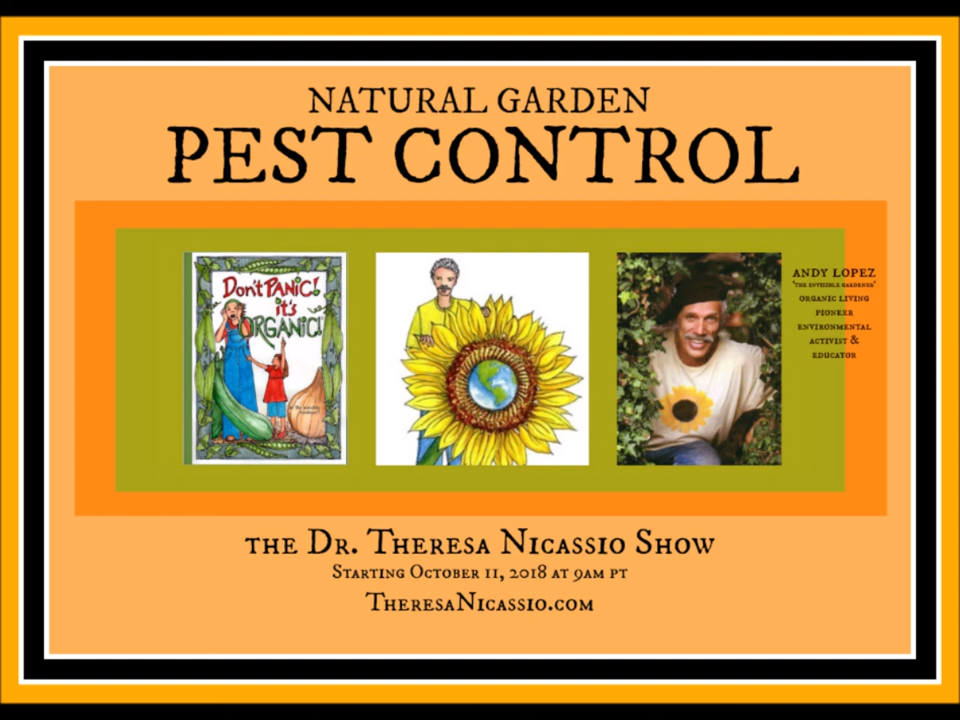 NATURAL GARDEN
PEST CONTROL
Don't PANIC!
it's
ORGANIC!
ANDY LOPEZ
'THE INVISIBLE GARDENER'
ORGANIC LIVING
PIONEER
ENVIRONMENTAL
ACTIVIST &
EDUCATOR
THE DR. THERESA NICASSIO SHOW
STARTING OCTOBER 11, 2018 AT 9AM PT
THERESANICASSIO.COM